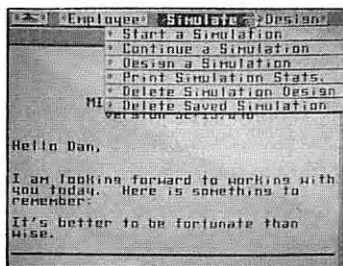 Employee Simulate Design
Start a Simulation
Continue a Simulation
Design a Simulation
Print Simulation Stats.
Delete Simulation Design
Delete Saved Simulation
MI
Hello Dan,
I am looking forward to working with
you today. Here is something to
remember:
It's better to be fortunate than
wise.